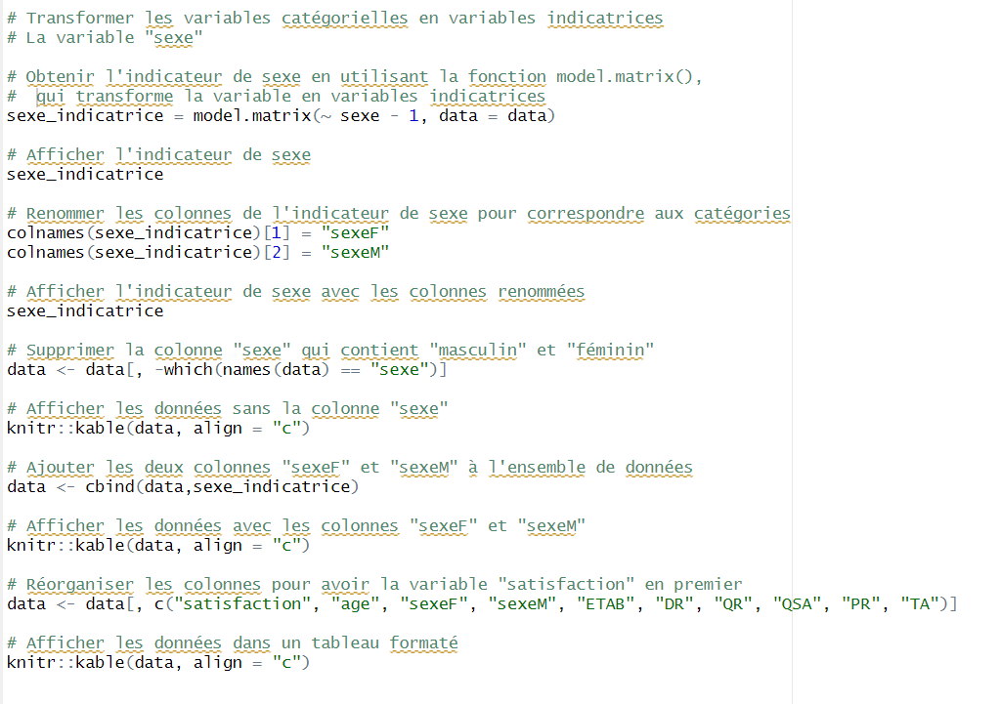 # Transformer les variables catégorielles en variables indicatrices
# La variable "sexe"
# Obtenir l'indicateur de sexe en utilisant la fonction model.matrix(),
#  qui transforme la variable en variables indicatrices
sexe_indicatrice = model.matrix(~ sexe - 1, data = data)
# Afficher l'indicateur de sexe
sexe_indicatrice
# Renommer les colonnes de l'indicateur de sexe pour correspondre aux catégories
colnames(sexe_indicatrice)[1] = "sexeF"
colnames(sexe_indicatrice)[2] = "sexeM"
# Afficher l'indicateur de sexe avec les colonnes renommées
sexe_indicatrice
# Supprimer la colonne "sexe" qui contient "masculin" et "féminin"
data <- data[, -which(names(data) == "sexe")]
# Afficher les données sans la colonne "sexe"
knitr::kable(data, align = "c")
# Ajouter les deux colonnes "sexeF" et "sexeM" à l'ensemble de données
data <- cbind(data,sexe_indicatrice)
# Afficher les données avec les colonnes "sexeF" et "sexeM"
knitr::kable(data, align = "c")
# Réorganiser les colonnes pour avoir la variable "satisfaction" en premier
data <- data[, c("satisfaction", "age", "sexeF", "sexeM", "ETAB", "DR", "QR", "QSA", "PR", "TA")]
# Afficher les données dans un tableau formaté
knitr::kable(data, align = "c")